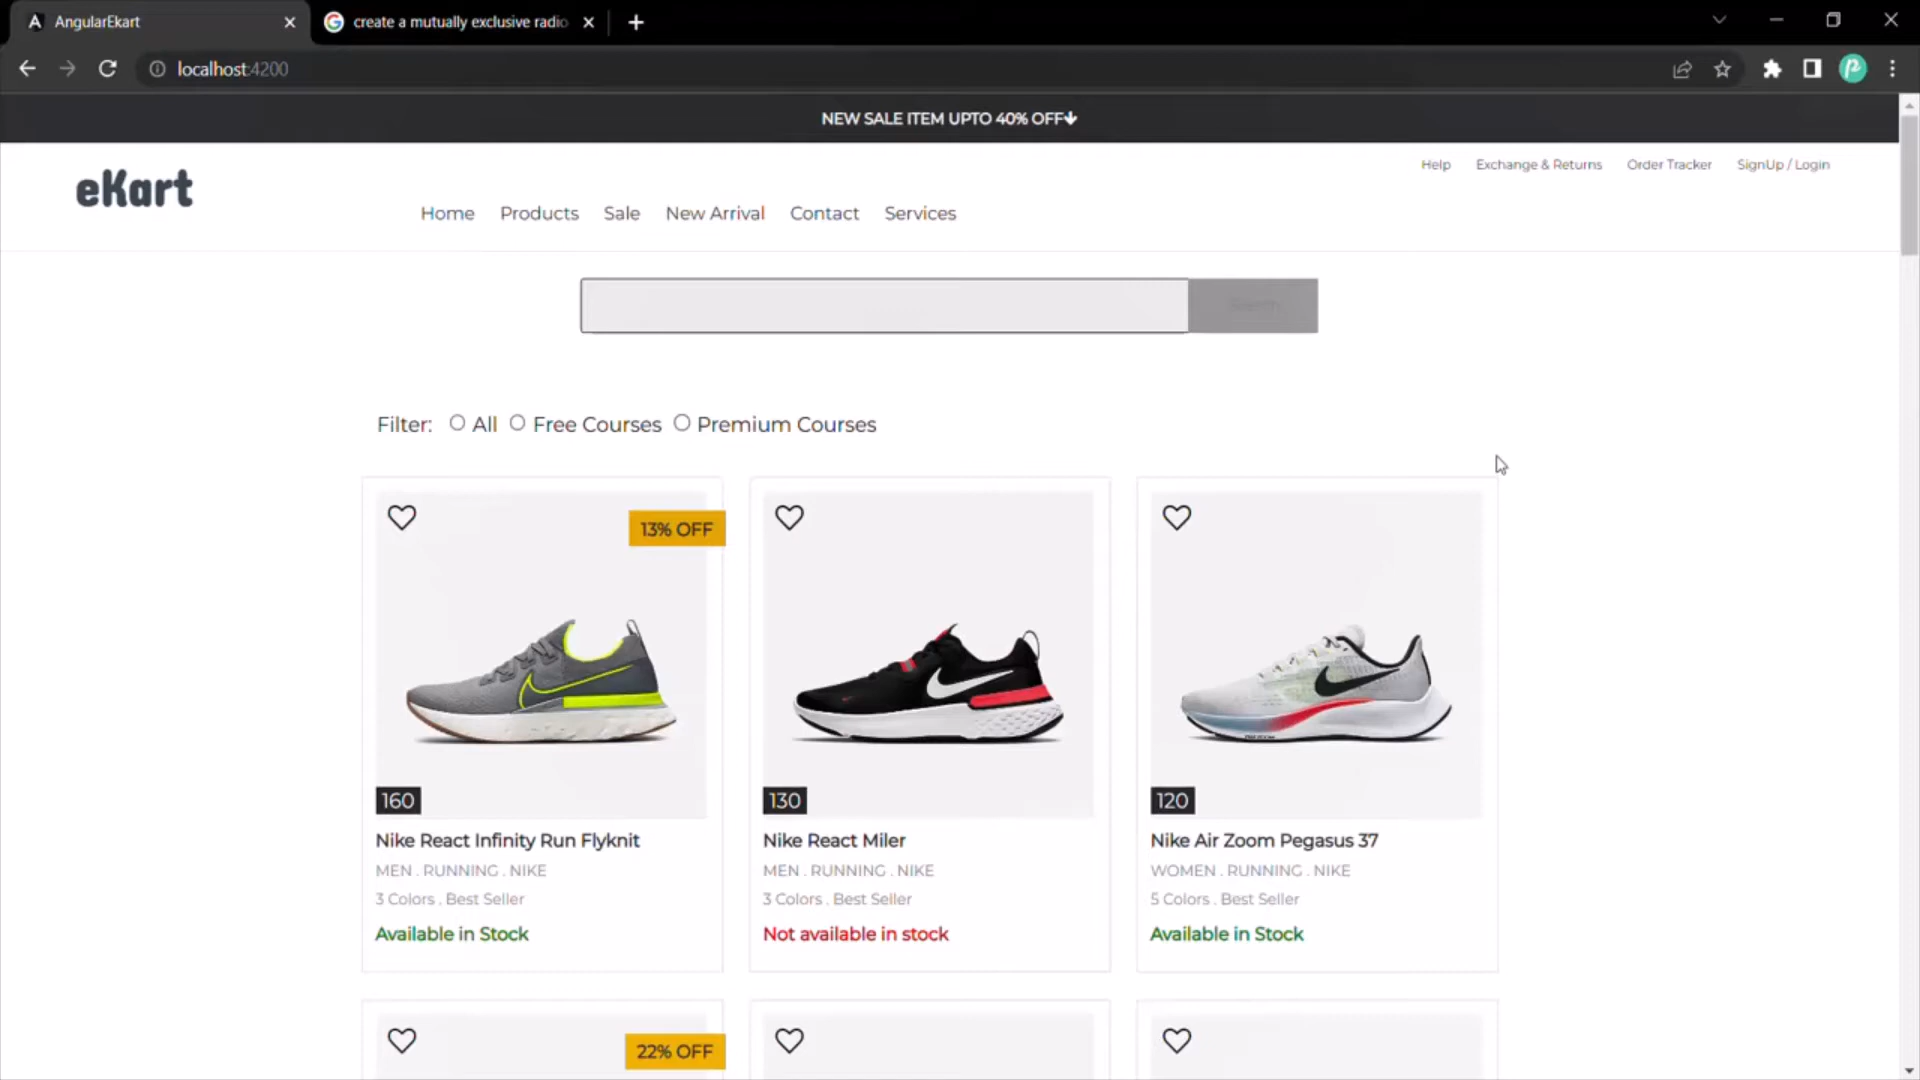 AngularEkart
create a mutually exclusive radio
localhost:4200
NEW SALE ITEM UPTO 40% OFF
Help Exchange & Returns Order Tracker SignUp / Login
eKart
Home Products Sale New Arrival Contact Services
Search
Filter: All Free Courses Premium Courses
13% OFF
160 130 120
Nike React Infinity Run Flyknit Nike React Miler Nike Air Zoom Pegasus 37
MEN . RUNNING . NIKE MEN . RUNNING . NIKE WOMEN . RUNNING . NIKE
3 Colors . Best Seller 3 Colors . Best Seller 5 Colors . Best Seller
Available in Stock Not available in stock Available in Stock
22% OFF